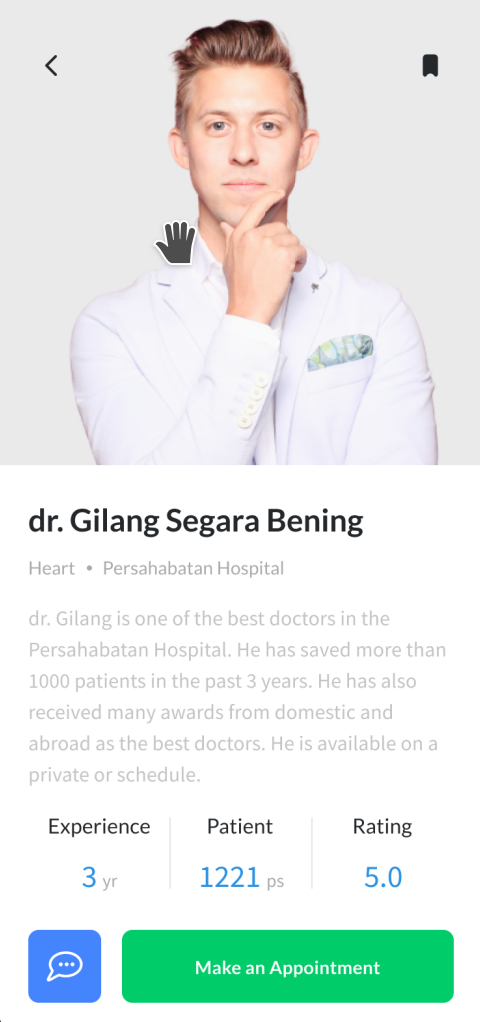 dr. Gilang Segara Bening
Heart • Persahabatan Hospital
dr. Gilang is one of the best doctors in the
Persahabatan Hospital. He has saved more than
1000 patients in the past 3 years. He has also
received many awards from domestic and
abroad as the best doctors. He is available on a
private or schedule.
Experience Patient Rating
3 yr 1221 ps 5.0
Make an Appointment